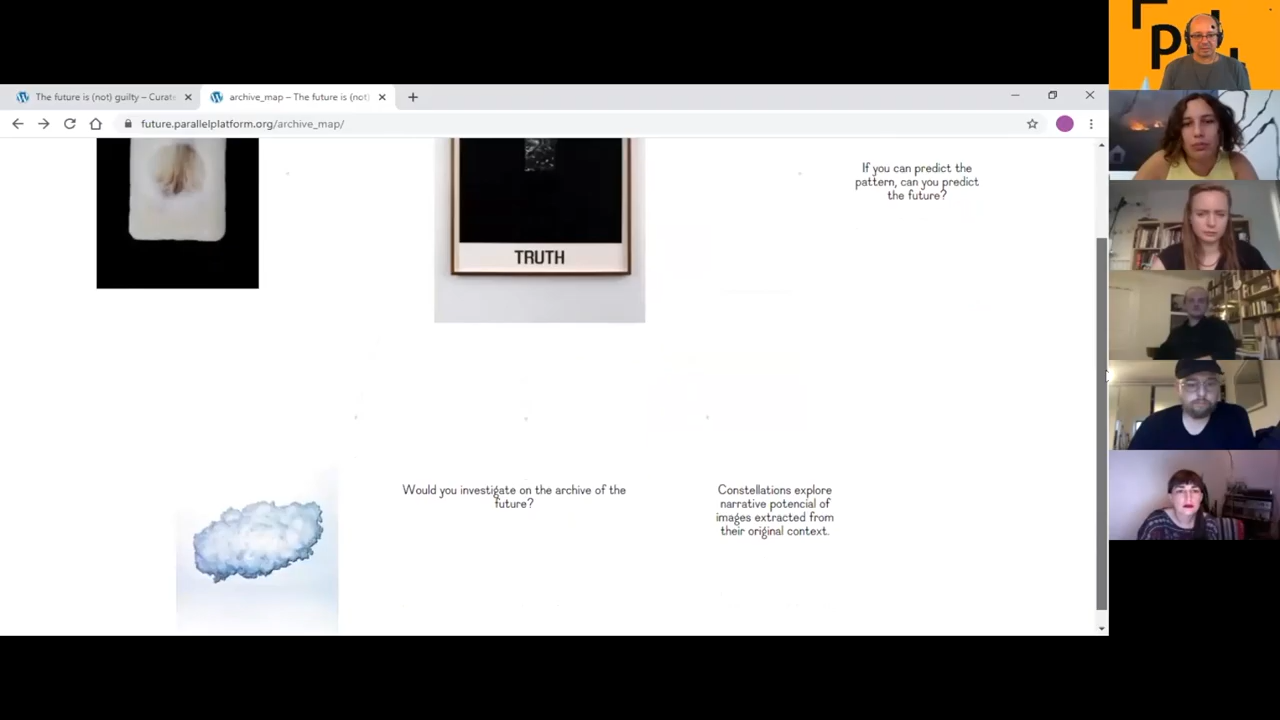 The future is (not) guilty – Curate
archive_map – The future is (not)
future.parallelplatform.org/archive_map/
If you can predict the
pattern, can you predict
the future?
TRUTH
Would you investigate on the archive of the
future?
Constellations explore
narrative potencial of
images extracted from
their original context.